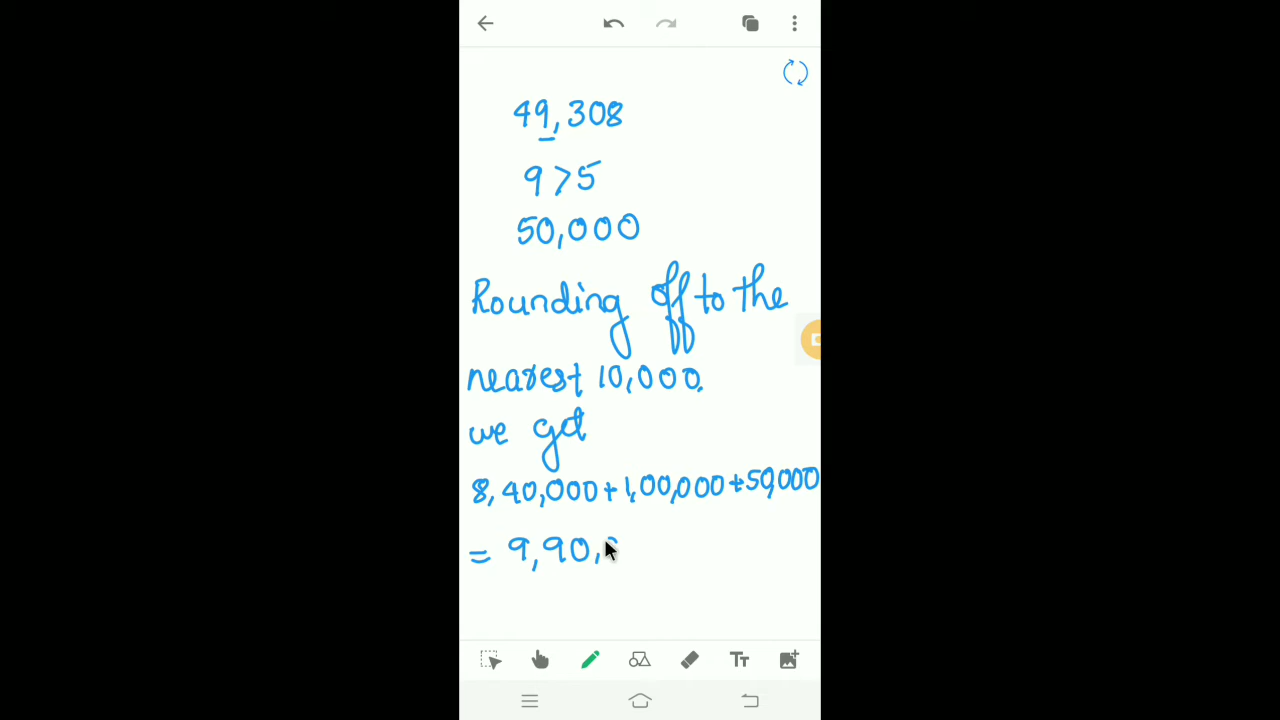 49,308
9>5
50,000
Rounding off to the
nearest 10,000.
we get
8,40,000+1,00,000+50,000
= 9,90,
Tт